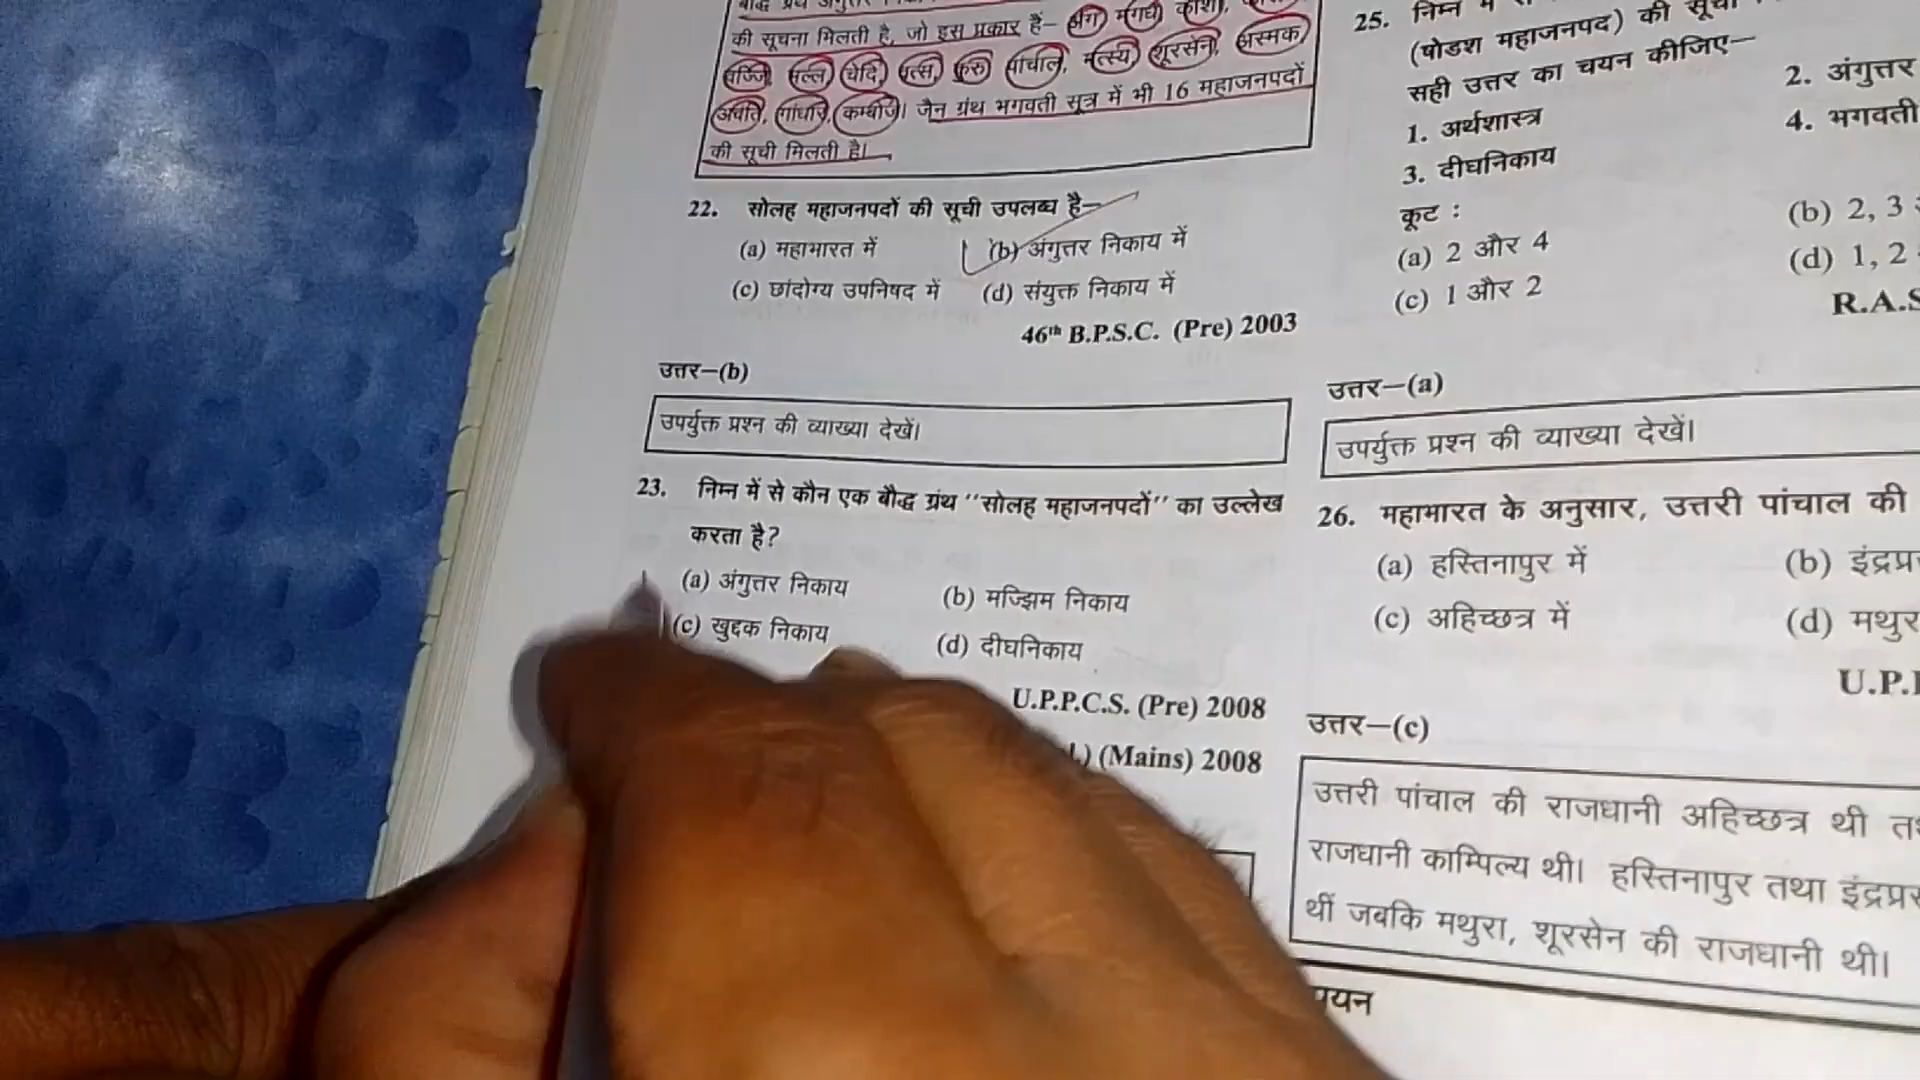 बौद्ध ग्रंथ अंगुत्तर
की सूचना मिलती है, जो इस प्रकार हैं— अंग, मगध, काशी,
वज्जि, मल्ल, चेदि, वत्स, कुरु, पांचाल, मत्स्य, शूरसेन, अस्मक,
अवंति, गांधार, कम्बोज। जैन ग्रंथ भगवती सूत्र में भी 16 महाजनपदों
की सूची मिलती है।
22. सोलह महाजनपदों की सूची उपलब्ध है—
(a) महाभारत में (b) अंगुत्तर निकाय में
(c) छांदोग्य उपनिषद में (d) संयुक्त निकाय में
46th B.P.S.C. (Pre) 2003
उत्तर—(b)
उपर्युक्त प्रश्न की व्याख्या देखें।
23. निम्न में से कौन एक बौद्ध ग्रंथ ''सोलह महाजनपदों'' का उल्लेख
करता है?
(a) अंगुत्तर निकाय (b) मज्झिम निकाय
(c) खुद्दक निकाय (d) दीघनिकाय
U.P.P.C.S. (Pre) 2008
(Mains) 2008
25. निम्न में
(षोडश महाजनपद) की सूची
सही उत्तर का चयन कीजिए—
1. अर्थशास्त्र 2. अंगुत्तर
3. दीघनिकाय 4. भगवती
कूट :
(a) 2 और 4 (b) 2, 3
(c) 1 और 2 (d) 1, 2
R.A.S
उत्तर—(a)
उपर्युक्त प्रश्न की व्याख्या देखें।
26. महाभारत के अनुसार, उत्तरी पांचाल की
(a) हस्तिनापुर में (b)
(c) अहिच्छत्र में (d)
U.P.
उत्तर—(c)
उत्तरी पांचाल की राजधानी अहिच्छत्र थी
राजधानी काम्पिल्य थी। हस्तिनापुर तथा
थीं जबकि मथुरा, शूरसेन की राजधानी थी।